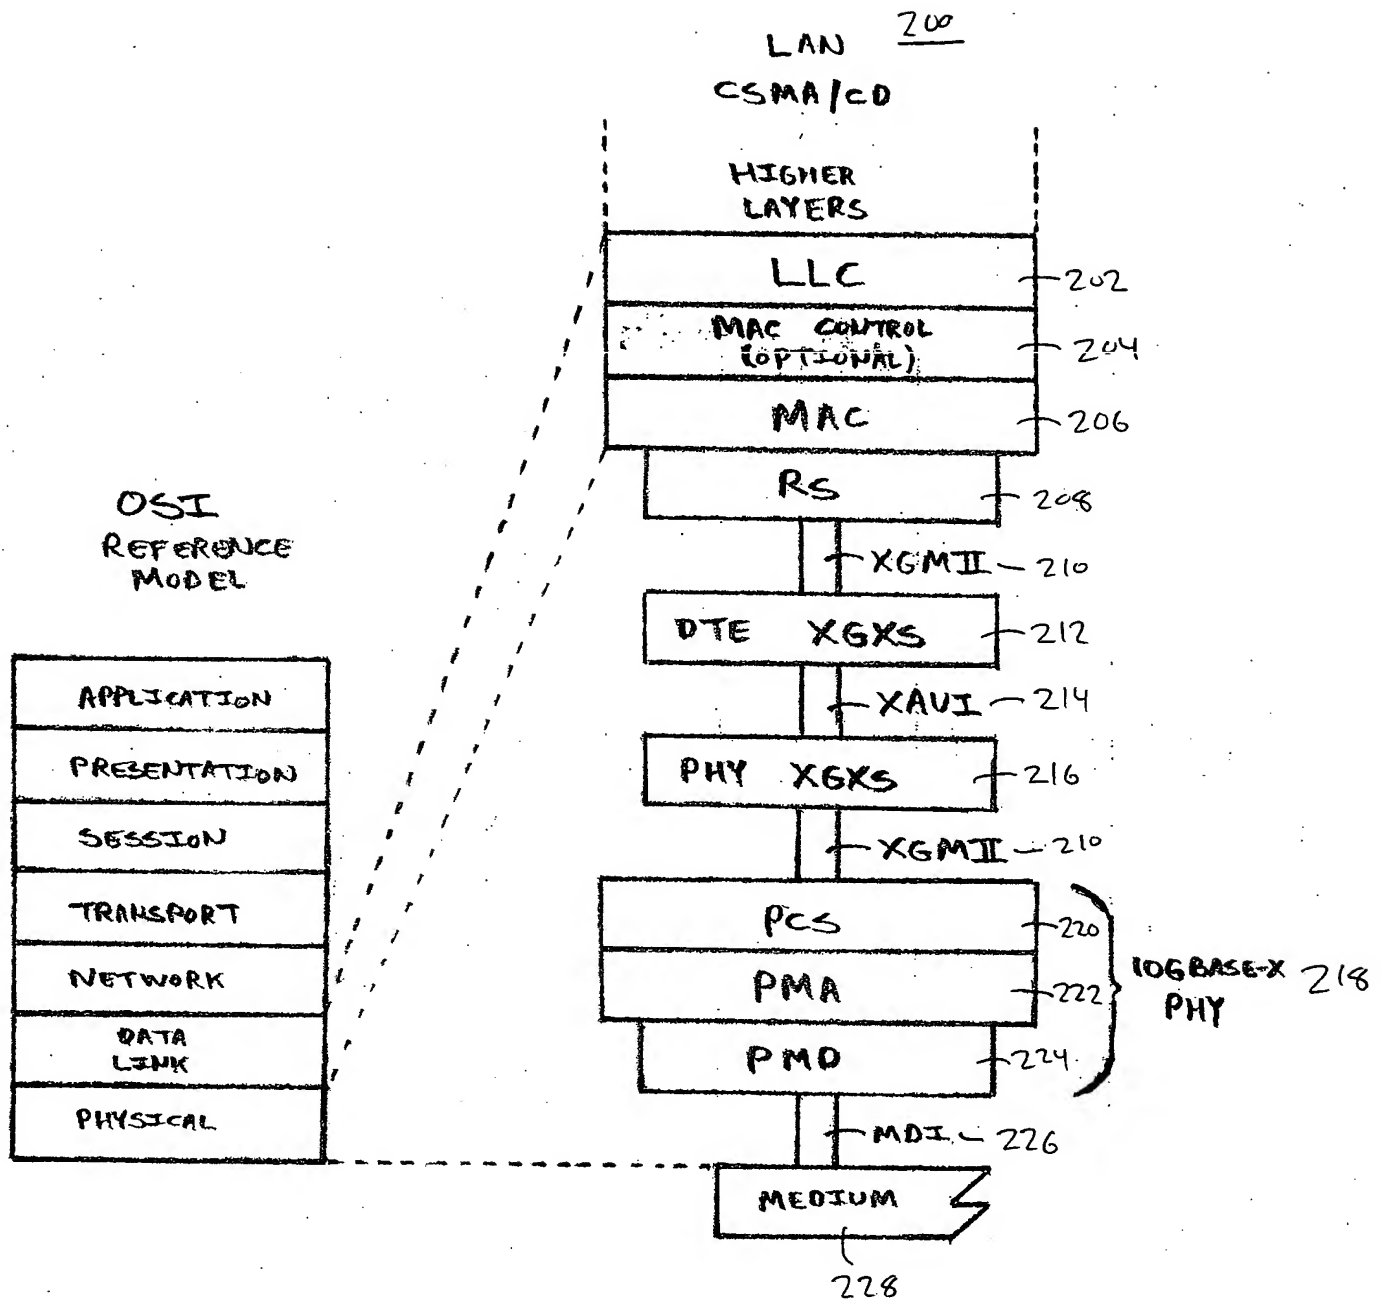 200
LAN
CSMA/CD
HIGHER
LAYERS
LLC 202
MAC CONTROL
(OPTIONAL) 204
MAC 206
RS 208
XGMII 210
DTE XGXS 212
XAUI 214
PHY XGXS 216
XGMII 210
PCS 220
PMA 222
PMD 224
10GBASE-X 218
PHY
MDI 226
MEDIUM
228
OSI
REFERENCE
MODEL
APPLICATION
PRESENTATION
SESSION
TRANSPORT
NETWORK
DATA
LINK
PHYSICAL